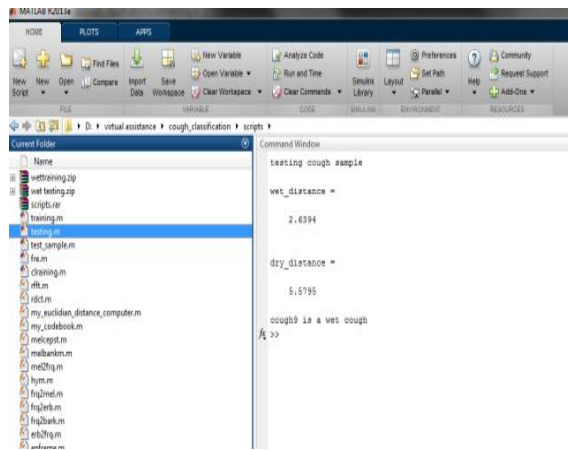 MATLAB R2013a
HOME PLOTS APPS
New Script
New
Open
Find Files
Compare
Import Data
Save Workspace
New Variable
Open Variable
Clear Workspace
Analyze Code
Run and Time
Clear Commands
Simulink Library
Layout
Preferences
Set Path
Parallel
Help
Community
Request Support
Add-Ons
FILE VARIABLE CODE SIMULINK ENVIRONMENT RESOURCES
D: virtual assistance cough_classification scripts
Current Folder
Name
wettraining.zip
wet testing.zip
scripts.rar
training.m
testing.m
test_sample.m
fra.m
rfft.m
rdct.m
my_euclidian_distance_computer.m
my_codebook.m
melcepst.m
melbankm.m
mel2frq.m
hym.m
frq2mel.m
frq2erb.m
frq2bark.m
erb2frq.m
enframe.m
Command Window
testing cough sample
wet_distance =
2.6394
dry_distance =
5.5795
cough9 is a wet cough
fx >>